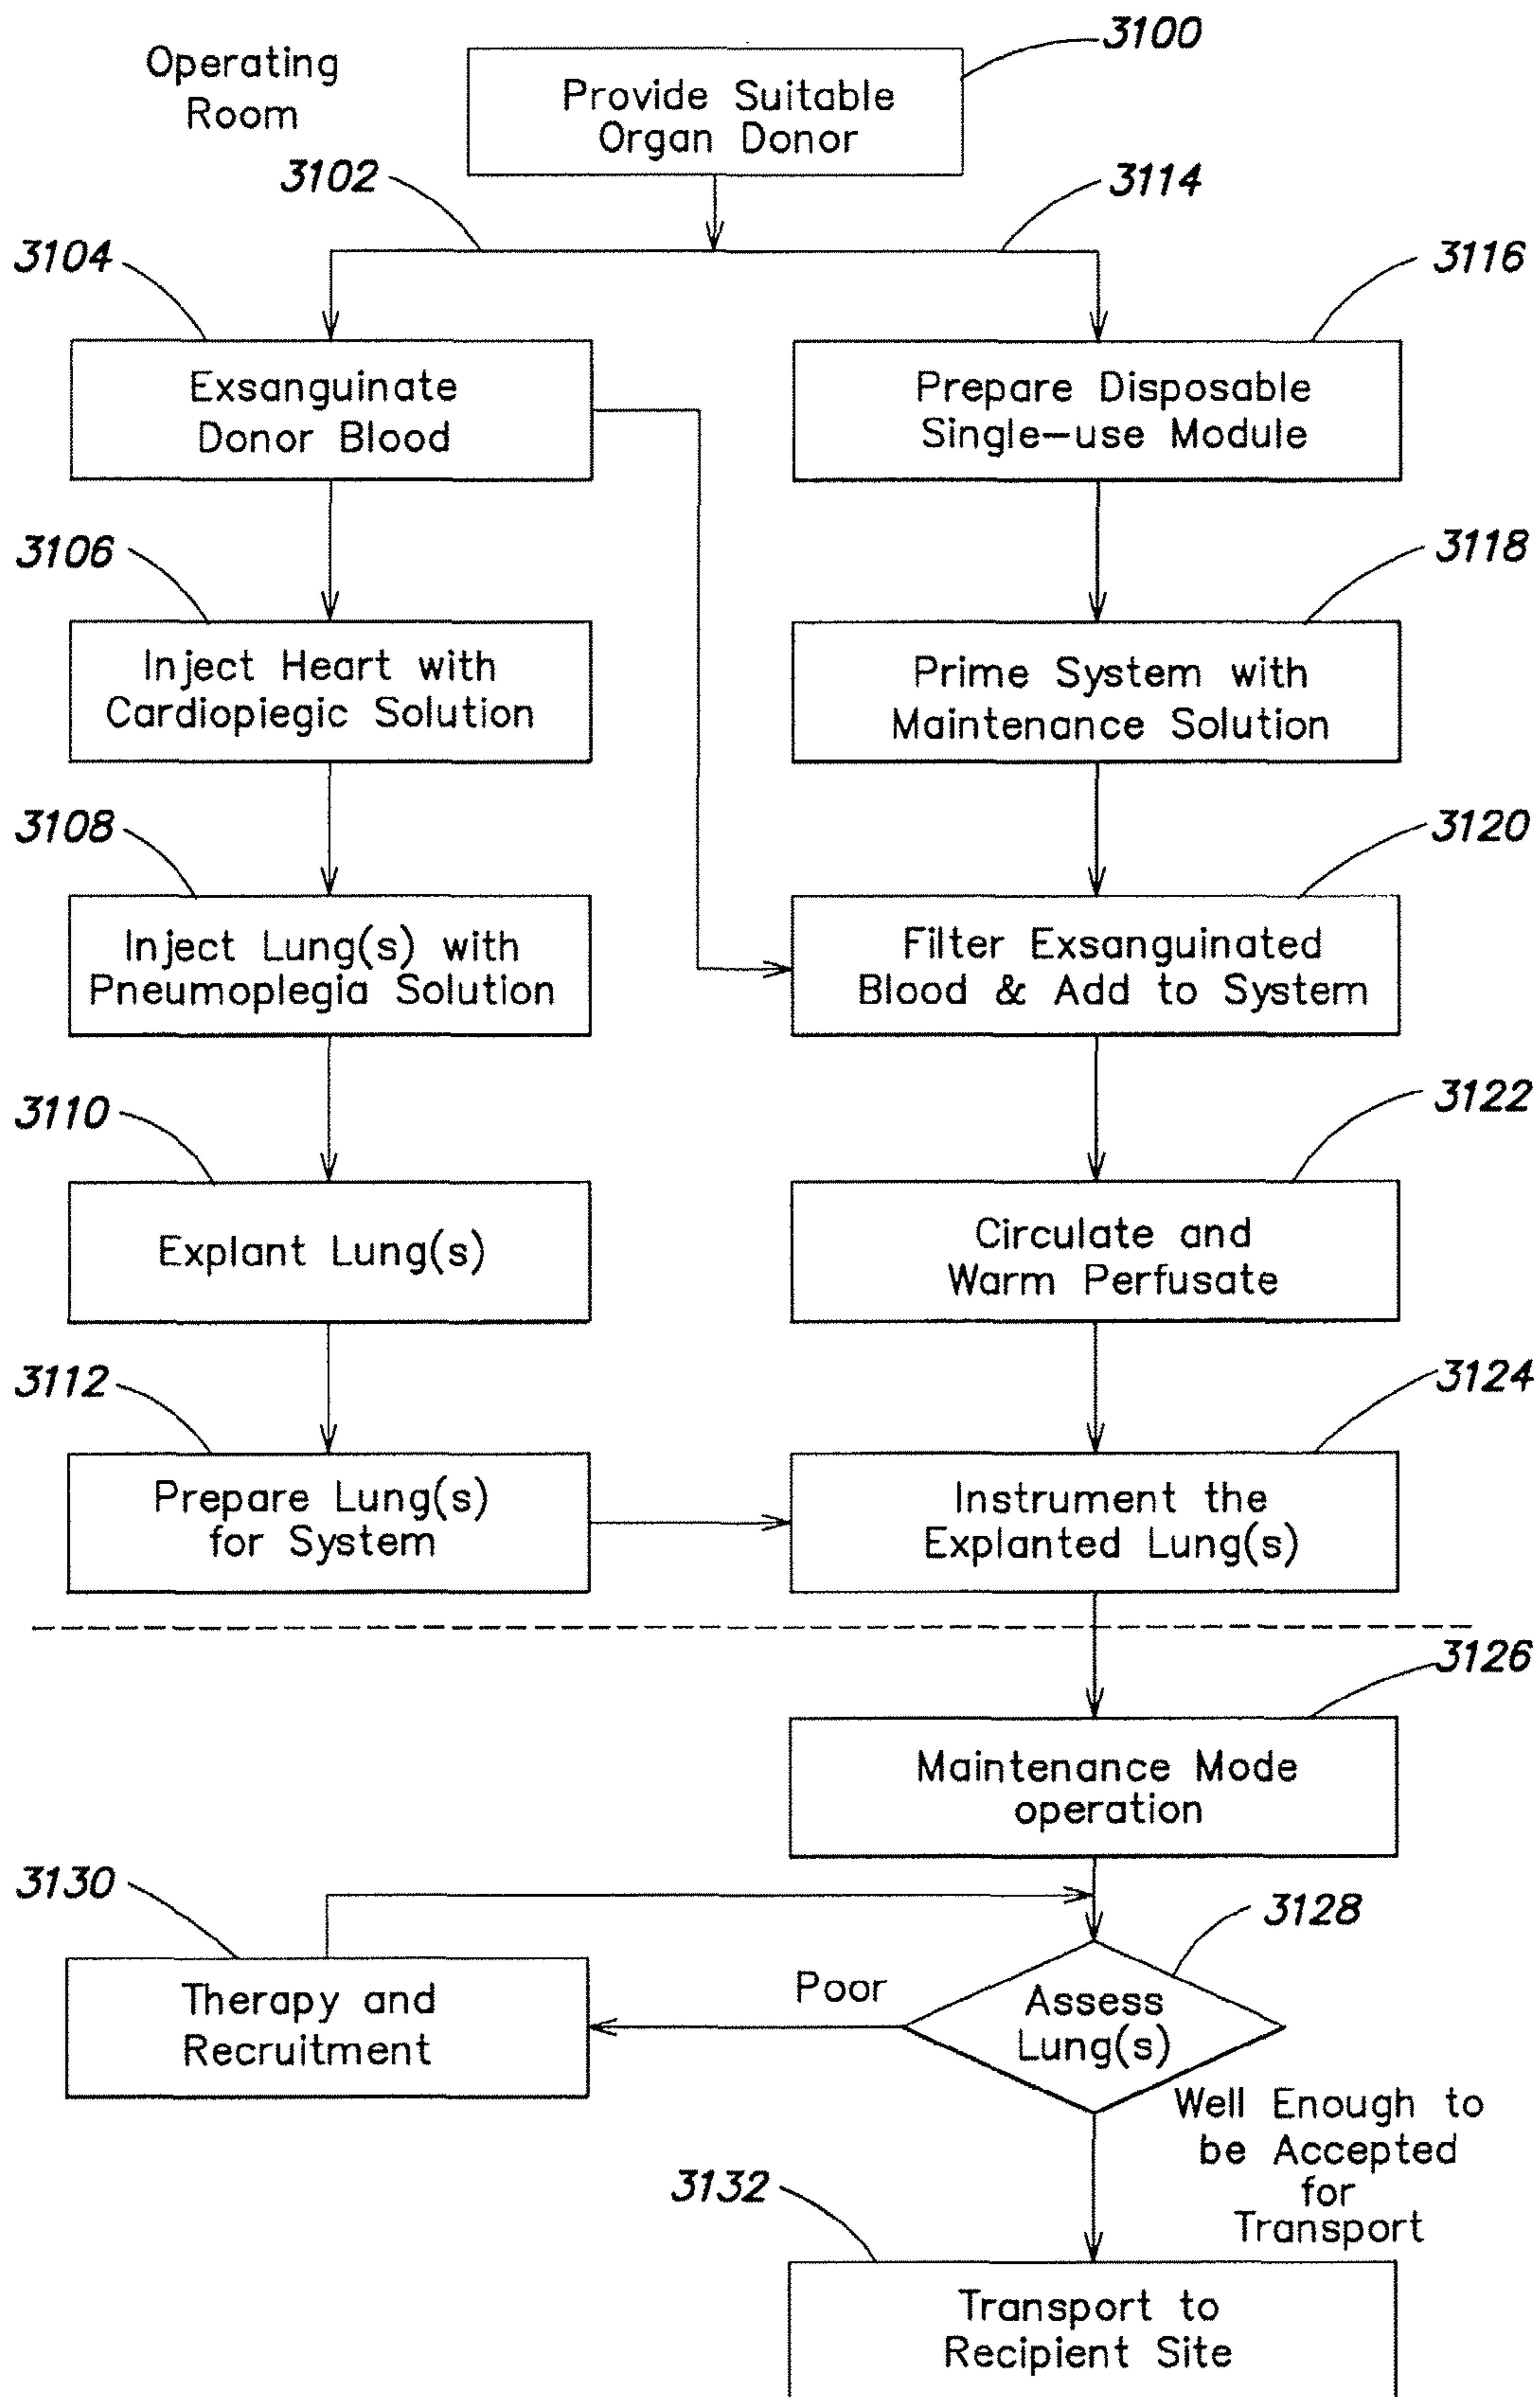 3100
Operating
Room
Provide Suitable
Organ Donor
3102
3114
3104
3116
Exsanguinate
Donor Blood
Prepare Disposable
Single-use Module
3106
3118
Inject Heart with
Cardiopiegic Solution
Prime System with
Maintenance Solution
3108
3120
Inject Lung(s) with
Pneumoplegia Solution
Filter Exsanguinated
Blood & Add to System
3110
3122
Explant Lung(s)
Circulate and
Warm Perfusate
3112
3124
Prepare Lung(s)
for System
Instrument the
Explanted Lung(s)
3126
Maintenance Mode
operation
3130
3128
Therapy and
Recruitment
Poor
Assess
Lung(s)
Well Enough to
be Accepted
for
Transport
3132
Transport to
Recipient Site